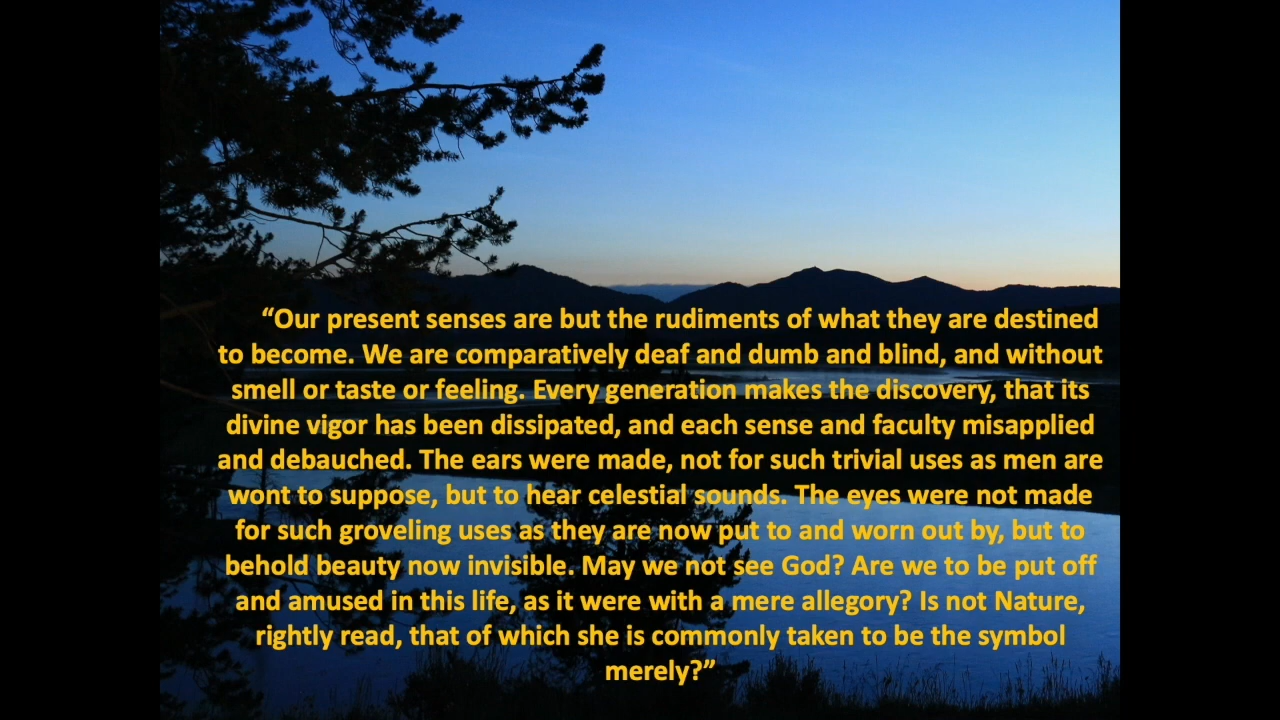 “Our present senses are but the rudiments of what they are destined
to become. We are comparatively deaf and dumb and blind, and without
smell or taste or feeling. Every generation makes the discovery, that its
divine vigor has been dissipated, and each sense and faculty misapplied
and debauched. The ears were made, not for such trivial uses as men are
wont to suppose, but to hear celestial sounds. The eyes were not made
for such groveling uses as they are now put to and worn out by, but to
behold beauty now invisible. May we not see God? Are we to be put off
and amused in this life, as it were with a mere allegory? Is not Nature,
rightly read, that of which she is commonly taken to be the symbol
merely?”